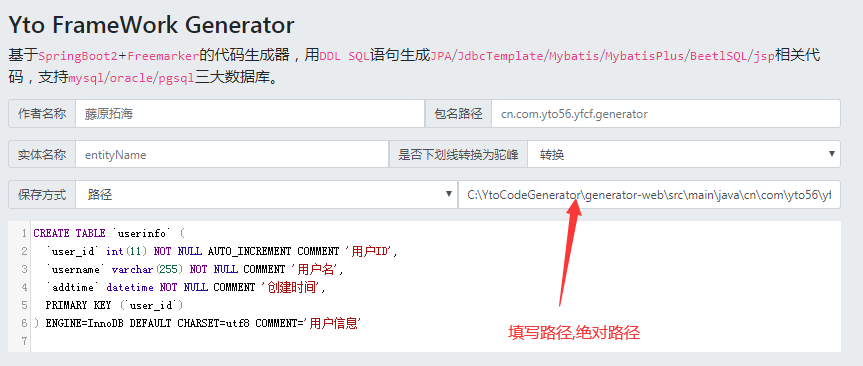 Yto FrameWork Generator
基于SpringBoot2+Freemarker的代码生成器，用DDL SQL语句生成JPA/JdbcTemplate/Mybatis/MybatisPlus/BeetlSQL/jsp相关代
码，支持mysql/oracle/pgsql三大数据库。
作者名称 藤原拓海 包名路径 cn.com.yto56.yfcf.generator
实体名称 entityName 是否下划线转换为驼峰 转换
保存方式 路径 C:\YtoCodeGenerator\generator-web\src\main\java\cn\com\yto56\yf
1 CREATE TABLE `userinfo` (
2 `user_id` int(11) NOT NULL AUTO_INCREMENT COMMENT '用户ID',
3 `username` varchar(255) NOT NULL COMMENT '用户名',
4 `addtime` datetime NOT NULL COMMENT '创建时间',
5 PRIMARY KEY (`user_id`)
6 ) ENGINE=InnoDB DEFAULT CHARSET=utf8 COMMENT='用户信息'
7
填写路径,绝对路径